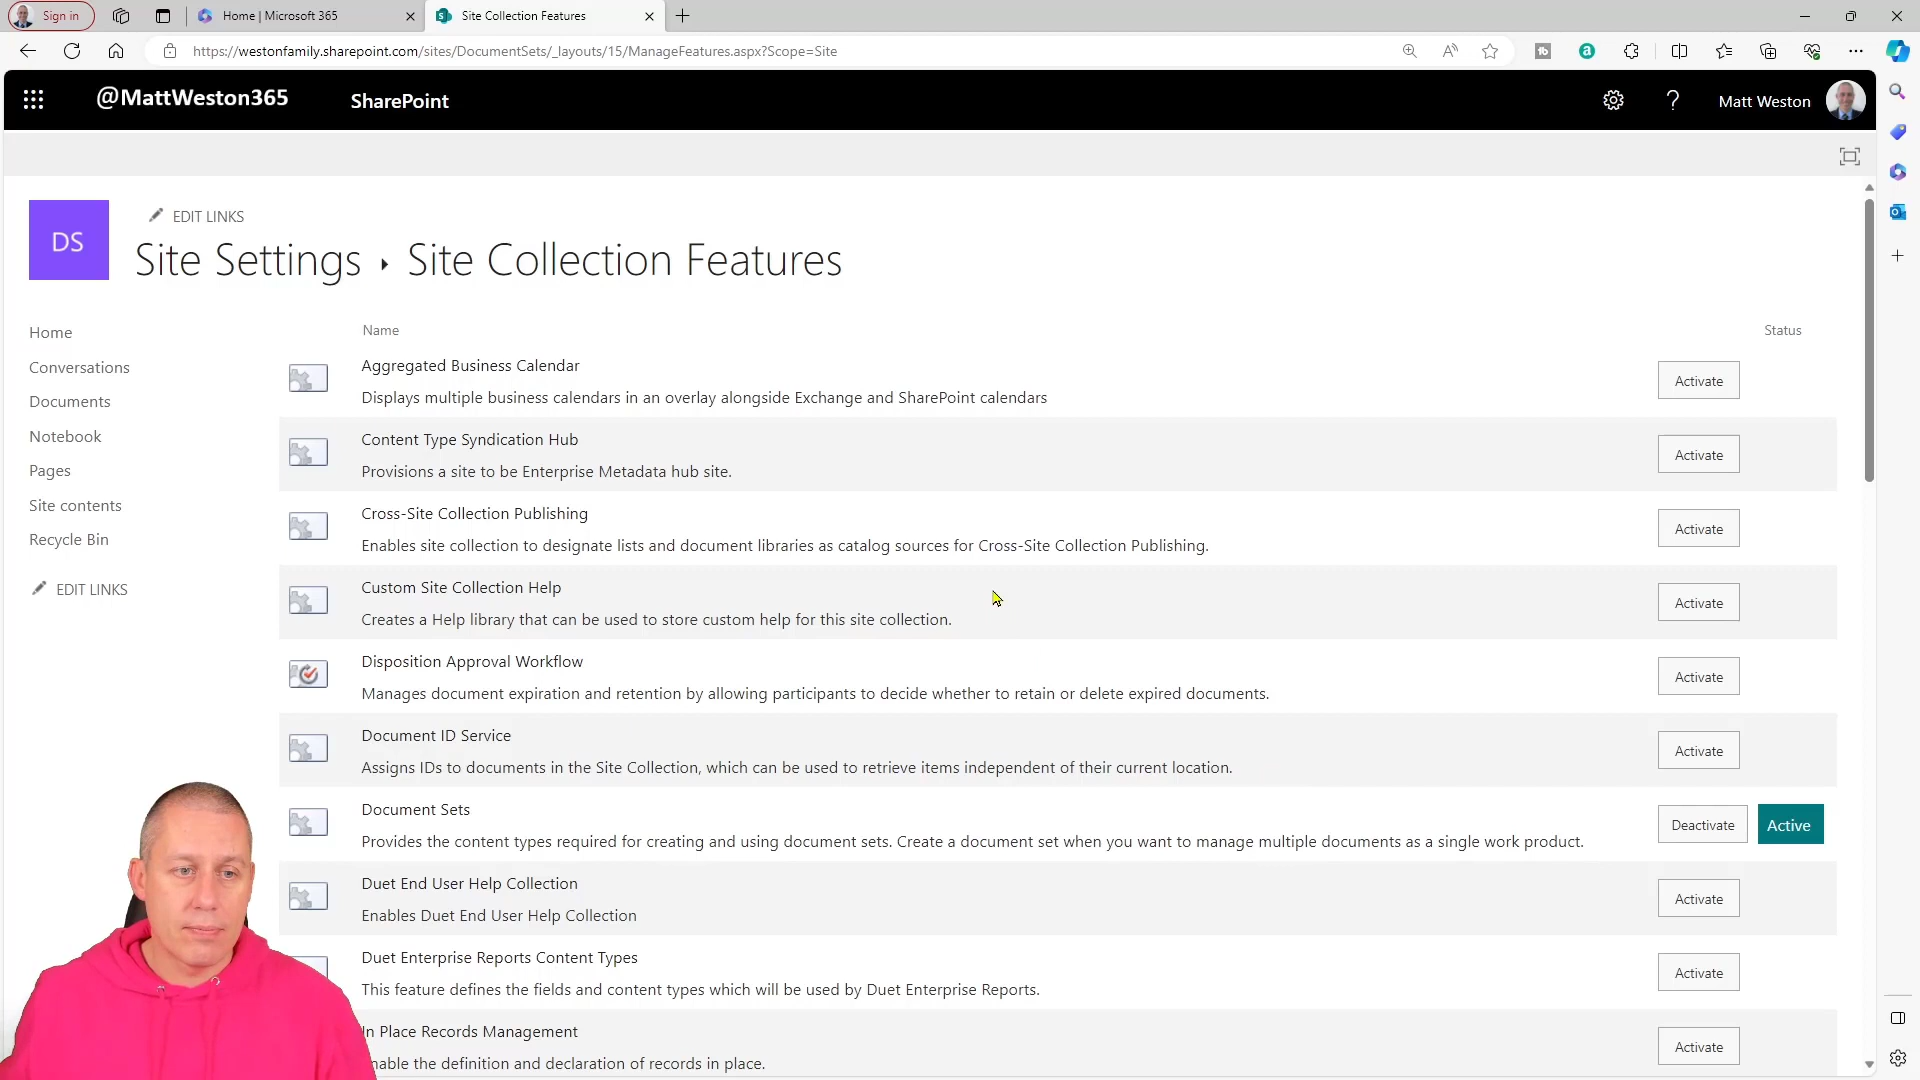 Sign in
Home | Microsoft 365
Site Collection Features
https://westonfamily.sharepoint.com/sites/DocumentSets/_layouts/15/ManageFeatures.aspx?Scope=Site
@MattWeston365
SharePoint
Matt Weston
DS
EDIT LINKS
Site Settings ▸ Site Collection Features
Home
Conversations
Documents
Notebook
Pages
Site contents
Recycle Bin
EDIT LINKS
Name
Status
Aggregated Business Calendar
Displays multiple business calendars in an overlay alongside Exchange and SharePoint calendars
Activate
Content Type Syndication Hub
Provisions a site to be Enterprise Metadata hub site.
Activate
Cross-Site Collection Publishing
Enables site collection to designate lists and document libraries as catalog sources for Cross-Site Collection Publishing.
Activate
Custom Site Collection Help
Creates a Help library that can be used to store custom help for this site collection.
Activate
Disposition Approval Workflow
Manages document expiration and retention by allowing participants to decide whether to retain or delete expired documents.
Activate
Document ID Service
Assigns IDs to documents in the Site Collection, which can be used to retrieve items independent of their current location.
Activate
Document Sets
Provides the content types required for creating and using document sets. Create a document set when you want to manage multiple documents as a single work product.
Deactivate
Active
Duet End User Help Collection
Enables Duet End User Help Collection
Activate
Duet Enterprise Reports Content Types
This feature defines the fields and content types which will be used by Duet Enterprise Reports.
Activate
In Place Records Management
nable the definition and declaration of records in place.
Activate